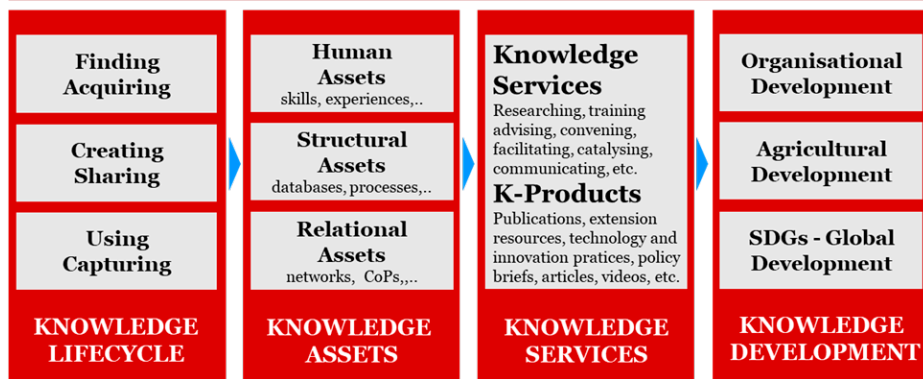 Finding
Acquiring
Creating
Sharing
Using
Capturing
KNOWLEDGE
LIFECYCLE
Human
Assets
skills, experiences,..
Structural
Assets
databases, processes,..
Relational
Assets
networks, CoPs,,..
KNOWLEDGE
ASSETS
Knowledge
Services
Researching, training
advising, convening,
facilitating, catalysing,
communicating, etc.
K-Products
Publications, extension
resources, technology and
innovation pratices, policy
briefs, articles, videos, etc.
KNOWLEDGE
SERVICES
Organisational
Development
Agricultural
Development
SDGs - Global
Development
KNOWLEDGE
DEVELOPMENT